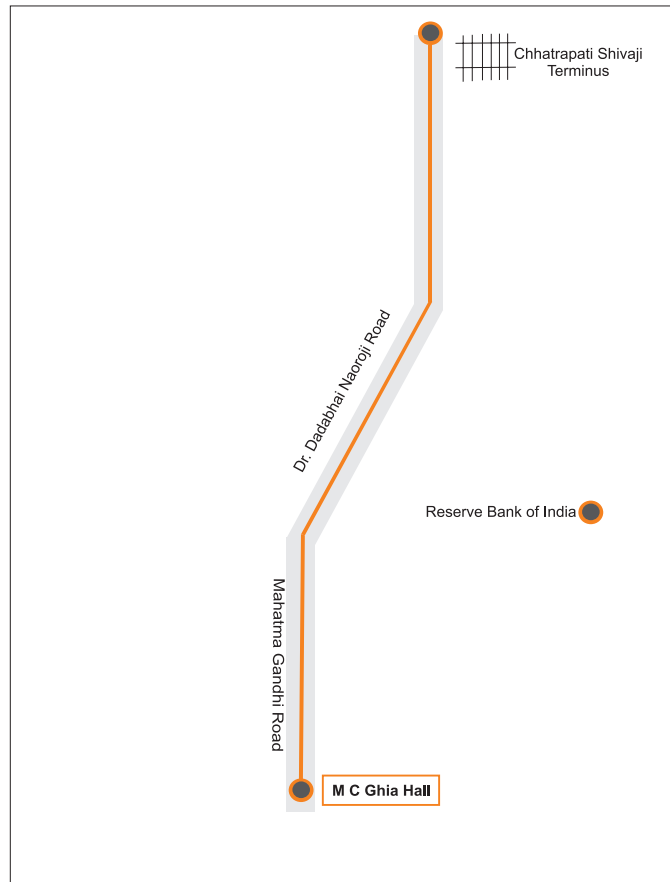 Chhatrapati Shivaji
Terminus
Dr. Dadabhai Naoroji Road
Reserve Bank of India
Mahatma Gandhi Road
M C Ghia Hall